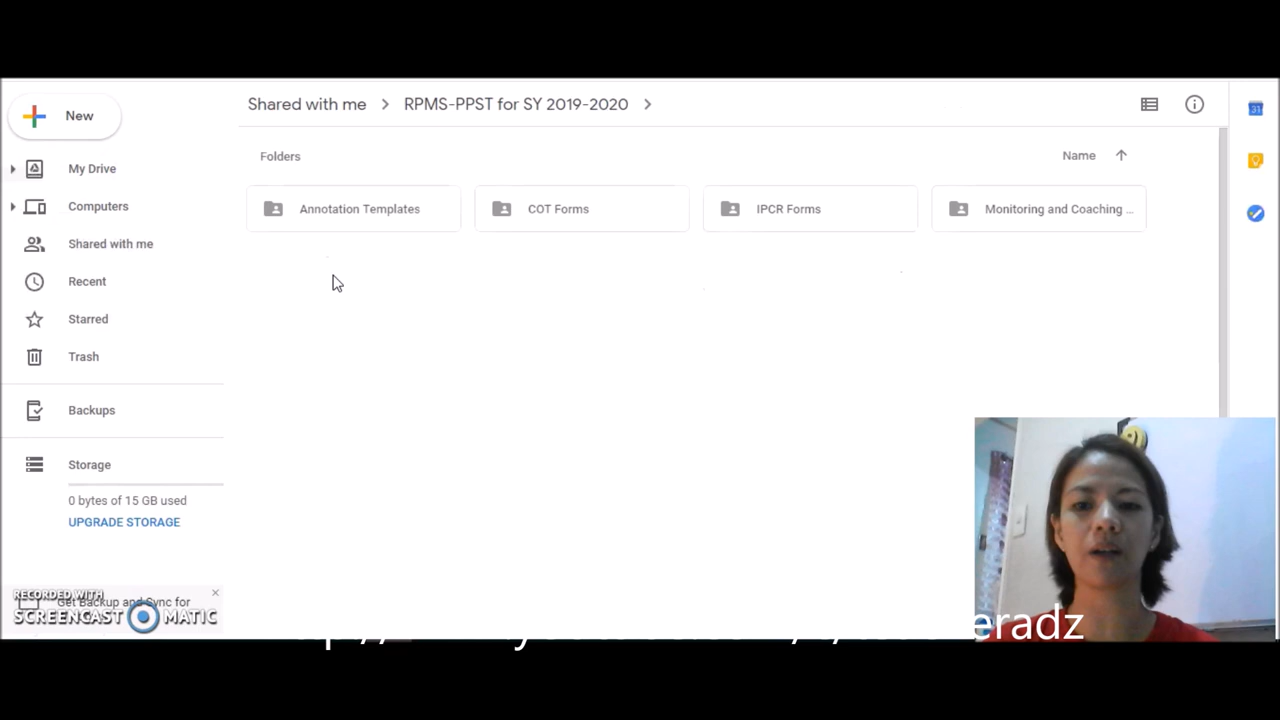 Shared with me > RPMS-PPST for SY 2019-2020 >
New
My Drive
Computers
Shared with me
Recent
Starred
Trash
Backups
Storage
0 bytes of 15 GB used
UPGRADE STORAGE
Get Backup and Sync for
Folders
Name
Annotation Templates
COT Forms
IPCR Forms
Monitoring and Coaching ...
31
RECORDED WITH
SCREENCAST MATIC
eradz